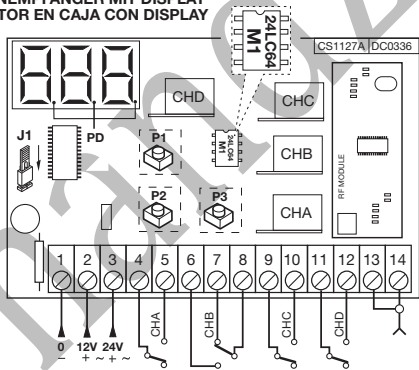 NEMPFÄNGER MIT DISPLAY
TOR EN CAJA CON DISPLAY
24LC64
M1
CS1127A DC0336
CHD
CHC
J1
PD
P1
24LC64
M1
CHB
RF MODULE
P2
P3
CHA
1 2 3 4 5 6 7 8 9 10 11 12 13 14
CHA
CHB
CHC
CHD
0 12V 24V
– + ~ + ~